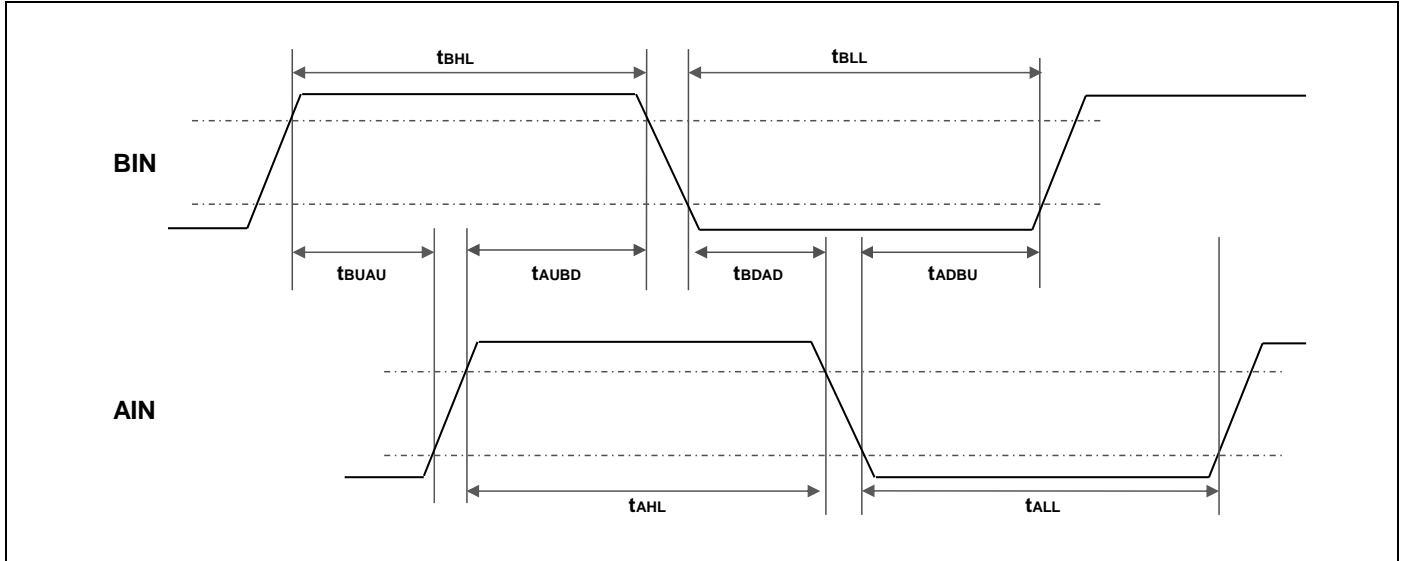 tBHL
tBLL
BIN
tBUAU
tAUBD
tBDAD
tADBU
AIN
tAHL
tALL